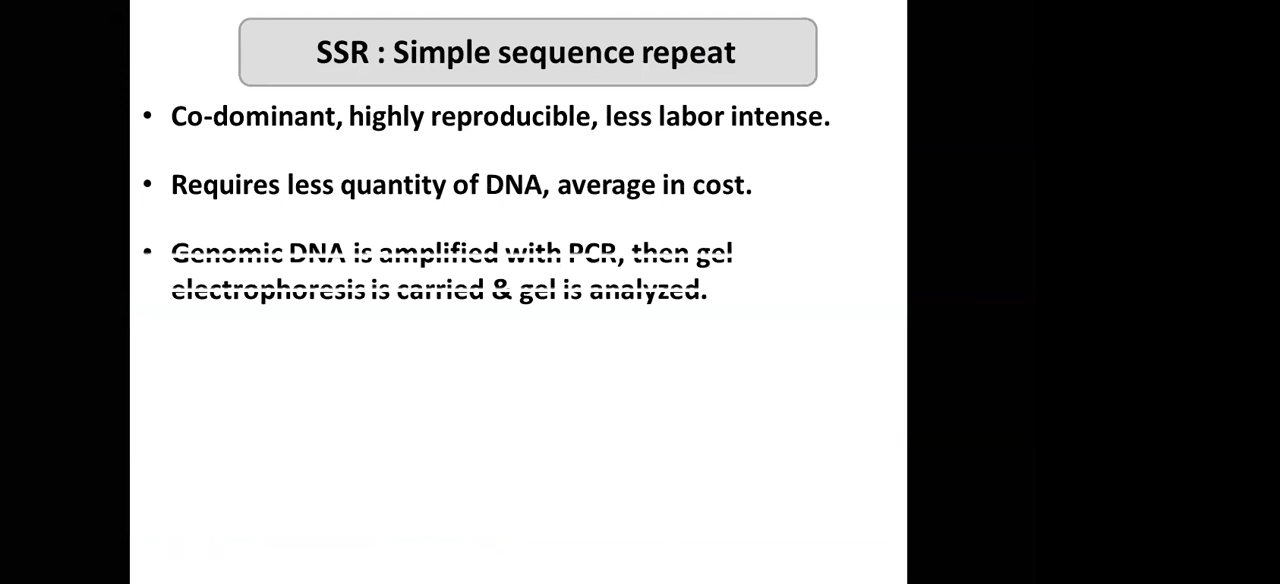 SSR : Simple sequence repeat
• Co-dominant, highly reproducible, less labor intense.
• Requires less quantity of DNA, average in cost.
• Genomic DNA is amplified with PCR, then gel
electrophoresis is carried & gel is analyzed.